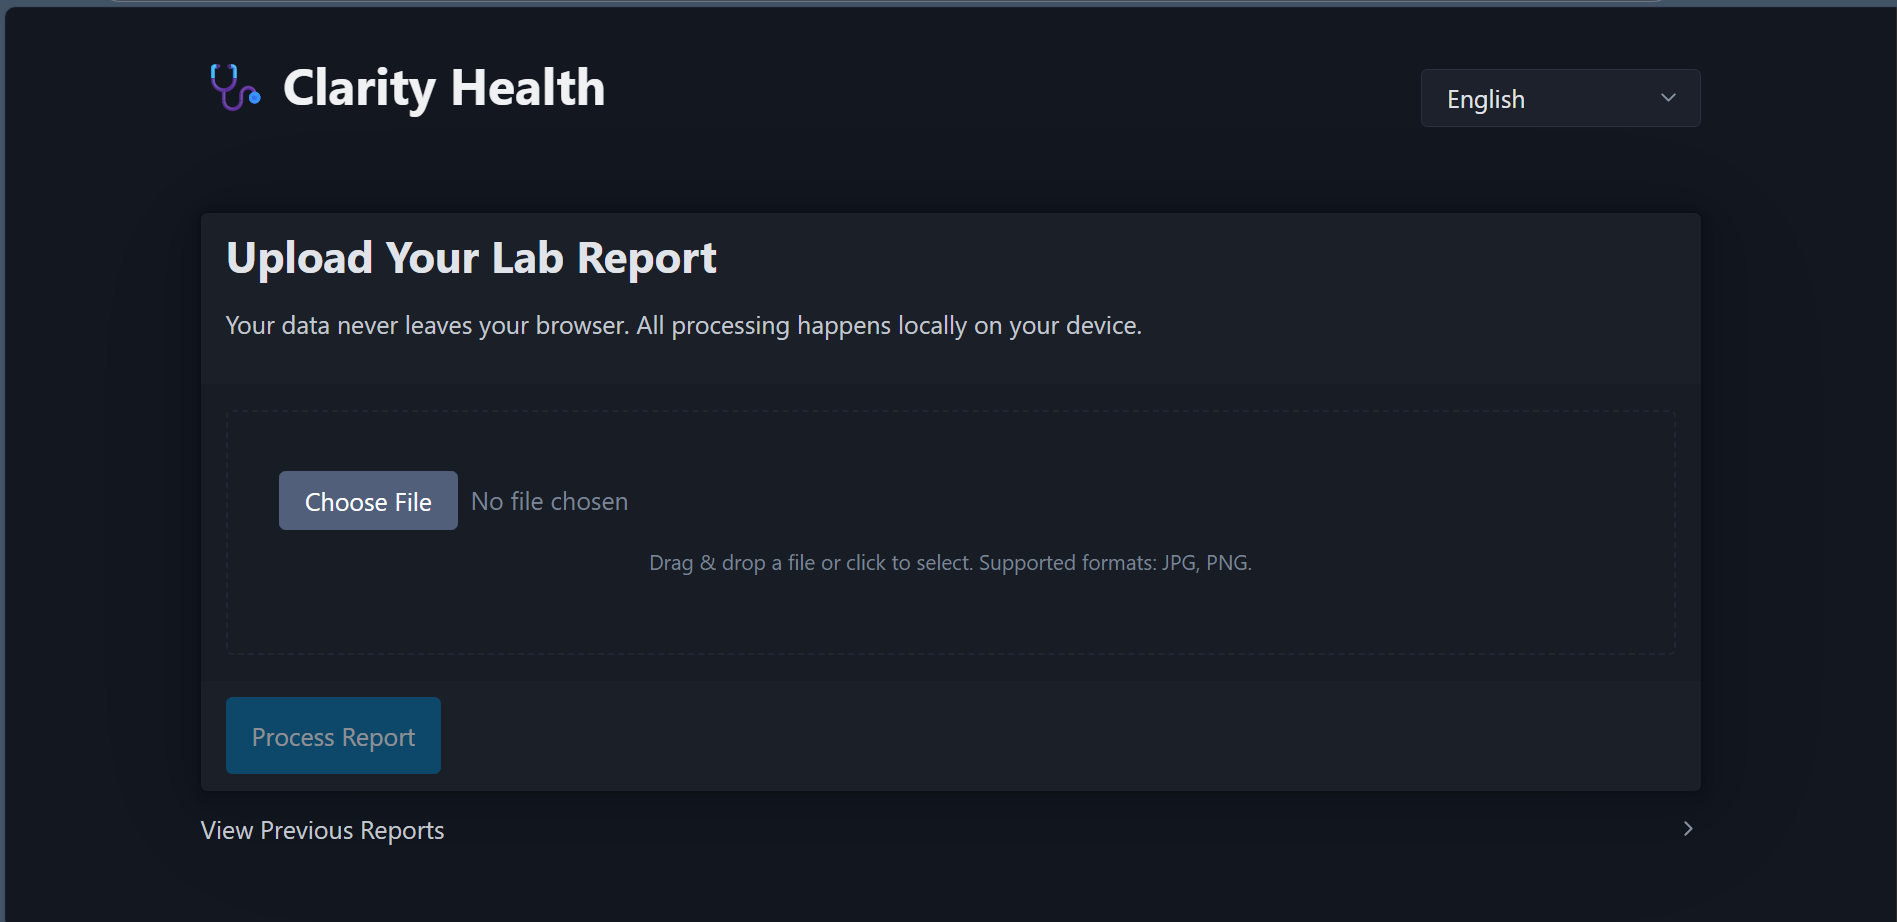 Clarity Health
English
Upload Your Lab Report
Your data never leaves your browser. All processing happens locally on your device.
Choose File No file chosen
Drag & drop a file or click to select. Supported formats: JPG, PNG.
Process Report
View Previous Reports